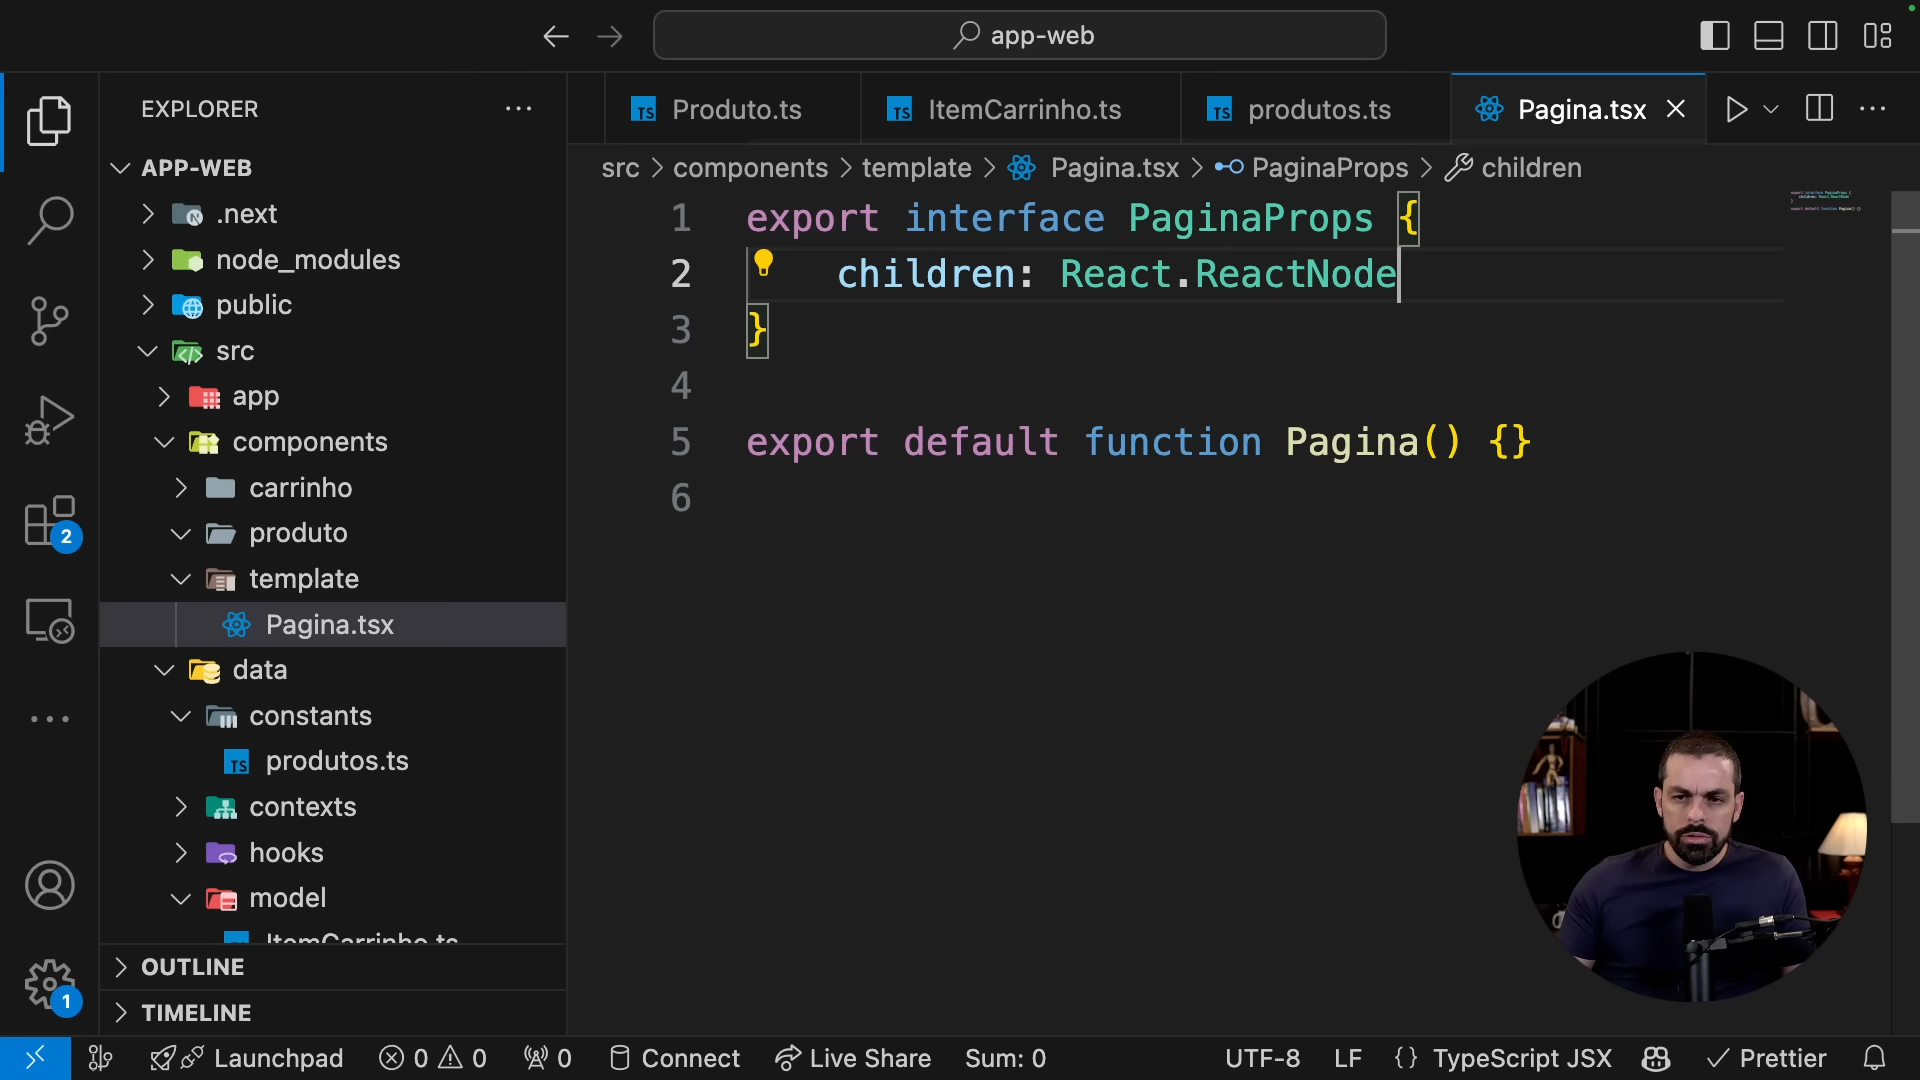 app-web
EXPLORER
APP-WEB
.next
node_modules
public
src
app
components
carrinho
produto
template
Pagina.tsx
data
constants
produtos.ts
contexts
hooks
model
ItemCarrinho.ts
OUTLINE
TIMELINE
2
1
Produto.ts
ItemCarrinho.ts
produtos.ts
Pagina.tsx
src > components > template > Pagina.tsx > PaginaProps > children
1 export interface PaginaProps {
2 children: React.ReactNode
3 }
4
5 export default function Pagina() {}
6
Launchpad 0 0 0 Connect Live Share Sum: 0 UTF-8 LF {} TypeScript JSX Prettier